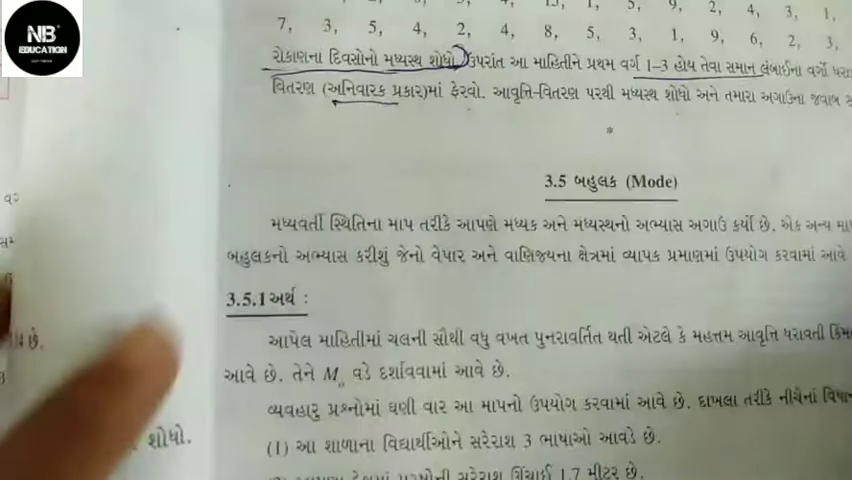 NB
EDUCATION
7, 3, 5, 4, 2, 4, 8, 5, 3, 1, 9, 6, 2, 3,
રોકાણના દિવસોનો મધ્યસ્થ શોધો. ઉપરાંત આ માહિતીને પ્રથમ વર્ગ 1–3 હોય તેવા સમાન લંબાઈના વર્ગો
વિતરણ (અનિવારક પ્રકાર)માં ફેરવો. આવૃત્તિ-વિતરણ પરથી મધ્યસ્થ શોધો અને તમારા અગાઉના જવાબ
*
3.5 બહુલક (Mode)
મધ્યવર્તી સ્થિતિના માપ તરીકે આપણે મધ્યક અને મધ્યસ્થનો અભ્યાસ અગાઉ કર્યો છે. એક અન્ય
બહુલકનો અભ્યાસ કરીશું જેનો વેપાર અને વાણિજ્યના ક્ષેત્રમાં વ્યાપક પ્રમાણમાં ઉપયોગ કરવામાં આવે
3.5.1 અર્થ :
આપેલ માહિતીમાં ચલની સૌથી વધુ વખત પુનરાવર્તિત થતી એટલે કે મહત્તમ આવૃત્તિ ધરાવતી
આવે છે. તેને M₀ વડે દર્શાવવામાં આવે છે.
વ્યવહારુ પ્રશ્નોમાં ઘણી વાર આ માપનો ઉપયોગ કરવામાં આવે છે. દાખલા તરીકે નીચેનાં
(1) આ શાળાના વિદ્યાર્થીઓને સરેરાશ 3 ભાષાઓ આવડે છે.
સરેરાશ ઊંચાઈ 1.7 મીટર છે.
છે.
શોધો.